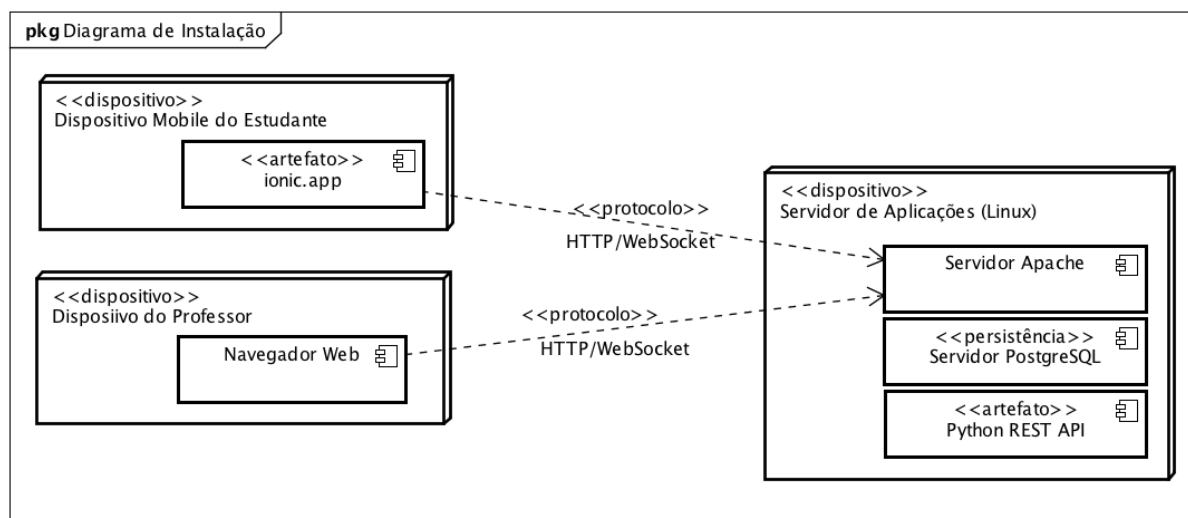 pkg Diagrama de Instalação
<<dispositivo>>
Dispositivo Mobile do Estudante
<<artefato>>
ionic.app
<<protocolo>>
HTTP/WebSocket
<<dispositivo>>
Disposiivo do Professor
Navegador Web
<<protocolo>>
HTTP/WebSocket
<<dispositivo>>
Servidor de Aplicações (Linux)
Servidor Apache
<<persistência>>
Servidor PostgreSQL
<<artefato>>
Python REST API